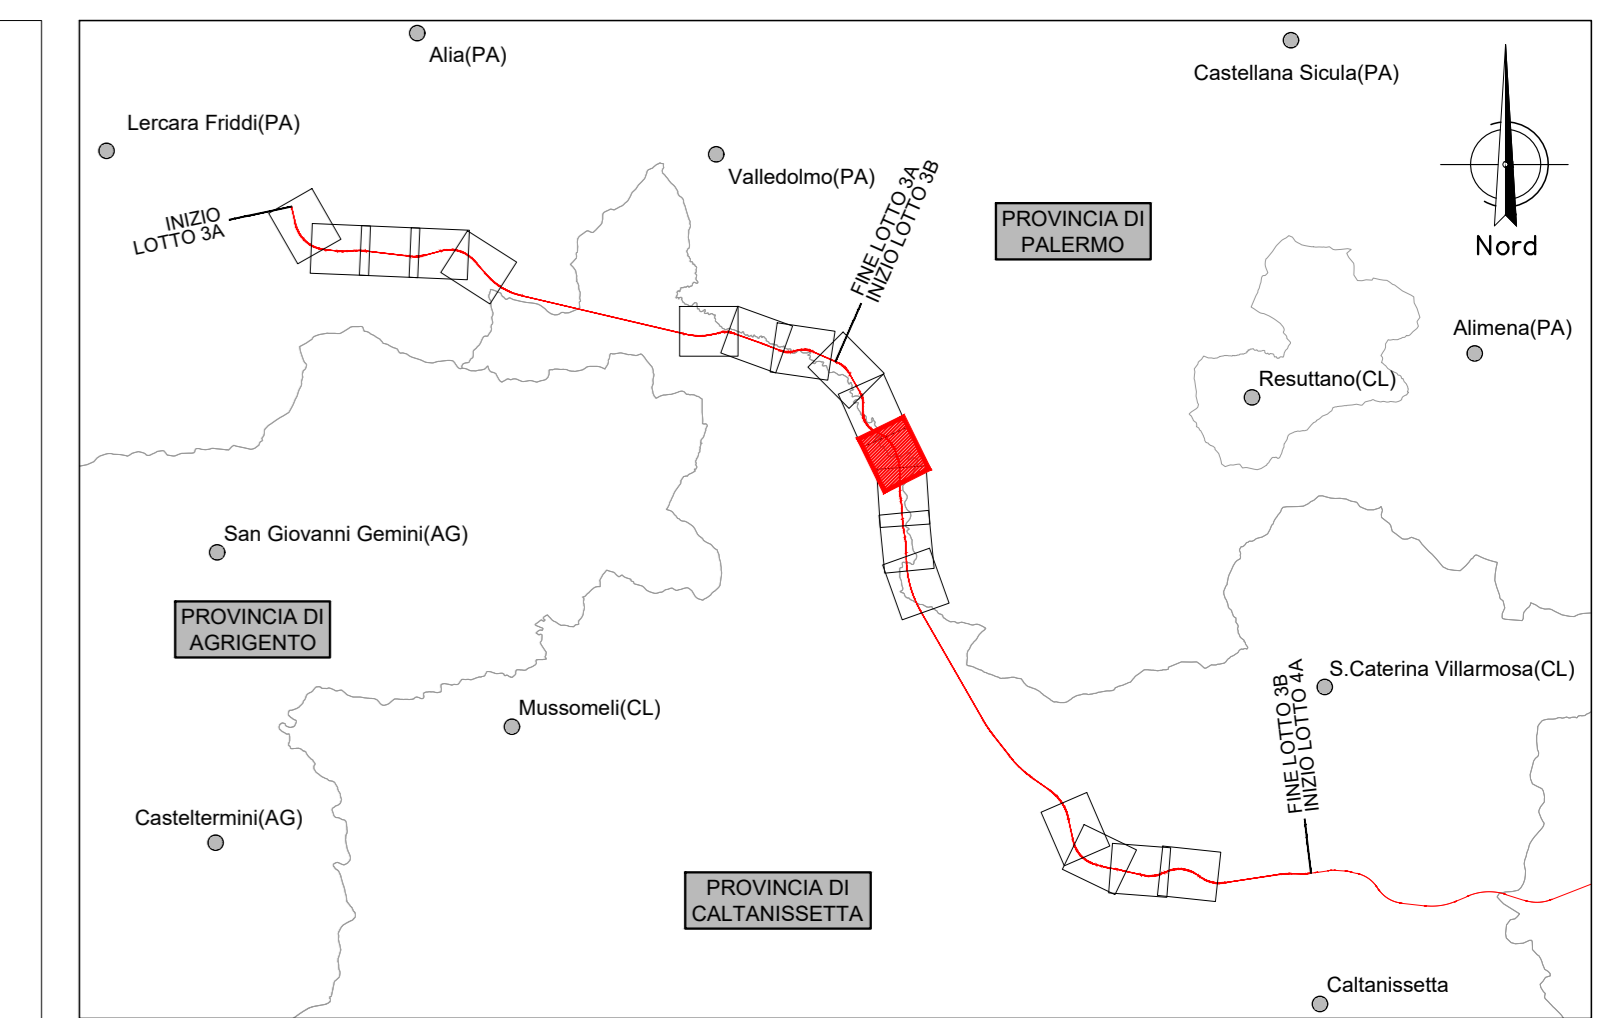 Alia(PA)
Castellana Sicula(PA)
Lercara Friddi(PA)
Valledolmo(PA)
INIZIO
LOTTO 3A
FINE LOTTO 3A
INIZIO LOTTO 3B
PROVINCIA DI
PALERMO
Nord
Alimena(PA)
Resuttano(CL)
San Giovanni Gemini(AG)
PROVINCIA DI
AGRIGENTO
Mussomeli(CL)
S.Caterina Villarmosa(CL)
FINE LOTTO 3B
INIZIO LOTTO 4A
Casteltermini(AG)
PROVINCIA DI
CALTANISSETTA
Caltanissetta